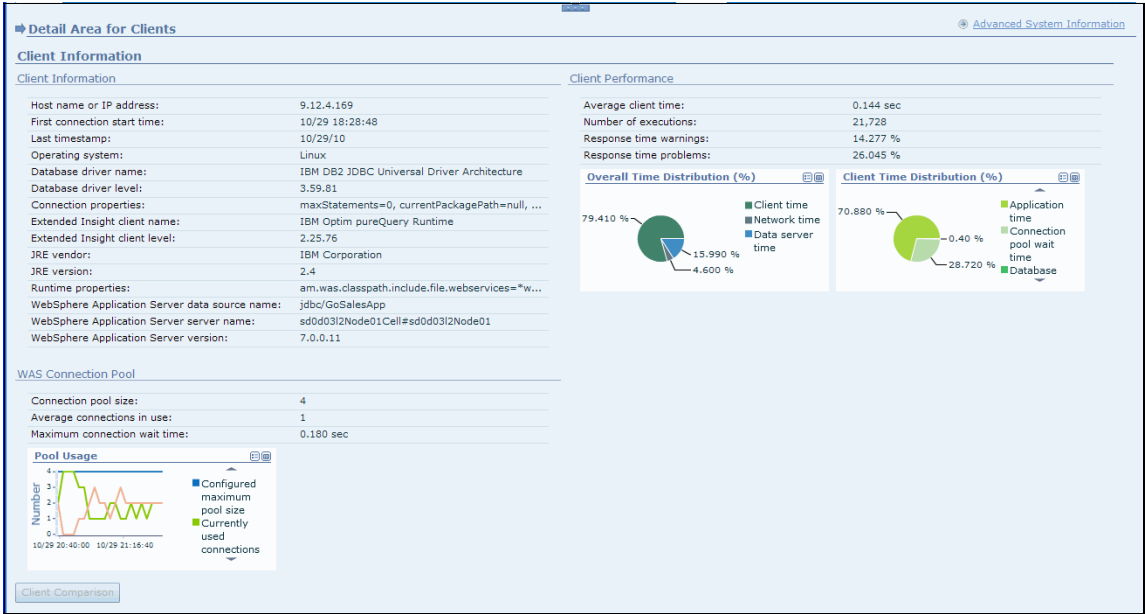 Detail Area for Clients
Advanced System Information
Client Information
Client Information
Host name or IP address: 9.12.4.169
First connection start time: 10/29 18:28:48
Last timestamp: 10/29/10
Operating system: Linux
Database driver name: IBM DB2 JDBC Universal Driver Architecture
Database driver level: 3.59.81
Connection properties: maxStatements=0, currentPackagePath=null, ...
Extended Insight client name: IBM Optim pureQuery Runtime
Extended Insight client level: 2.25.76
JRE vendor: IBM Corporation
JRE version: 2.4
Runtime properties: am.was.classpath.include.file.webservices=*w...
WebSphere Application Server data source name: jdbc/GoSalesApp
WebSphere Application Server server name: sd0d03l2Node01Cell#sd0d03l2Node01
WebSphere Application Server version: 7.0.0.11
WAS Connection Pool
Connection pool size: 4
Average connections in use: 1
Maximum connection wait time: 0.180 sec
Pool Usage
Number
4
3
2
1
0
10/29 20:40:00 10/29 21:16:40
Configured
maximum
pool size
Currently
used
connections
Client Comparison
Client Performance
Average client time: 0.144 sec
Number of executions: 21,728
Response time warnings: 14.277 %
Response time problems: 26.045 %
Overall Time Distribution (%)
79.410 %
15.990 %
4.600 %
Client time
Network time
Data server
time
Client Time Distribution (%)
70.880 %
0.40 %
28.720 %
Application
time
Connection
pool wait
time
Database